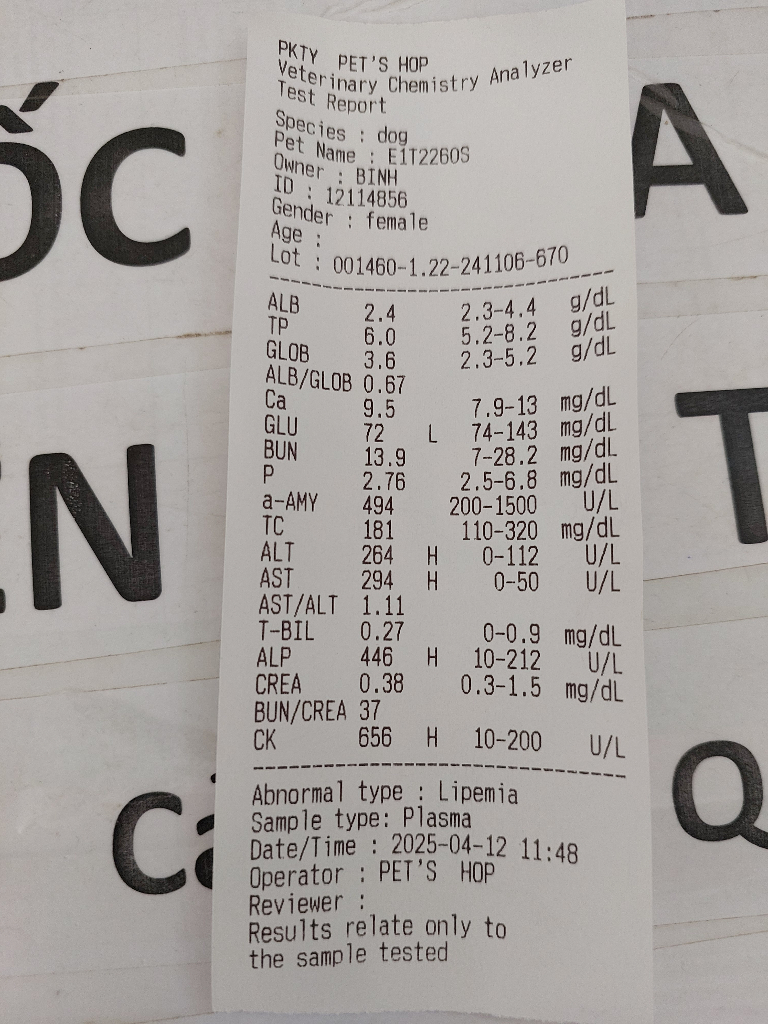 PKTY PET'S HOP
Veterinary Chemistry Analyzer
Test Report
Species : dog
Pet Name : E1T2260S
Owner : BINH
ID : 12114856
Gender : female
Age :
Lot : 001460-1.22-241106-670
ALB 2.4 2.3-4.4 g/dL
TP 6.0 5.2-8.2 g/dL
GLOB 3.6 2.3-5.2 g/dL
ALB/GLOB 0.67
Ca 9.5 7.9-13 mg/dL
GLU 72 L 74-143 mg/dL
BUN 13.9 7-28.2 mg/dL
P 2.76 2.5-6.8 mg/dL
a-AMY 494 200-1500 U/L
TC 181 110-320 mg/dL
ALT 264 H 0-112 U/L
AST 294 H 0-50 U/L
AST/ALT 1.11
T-BIL 0.27 0-0.9 mg/dL
ALP 446 H 10-212 U/L
CREA 0.38 0.3-1.5 mg/dL
BUN/CREA 37
CK 656 H 10-200 U/L
Abnormal type : Lipemia
Sample type: Plasma
Date/Time : 2025-04-12 11:48
Operator : PET'S HOP
Reviewer :
Results relate only to
the sample tested